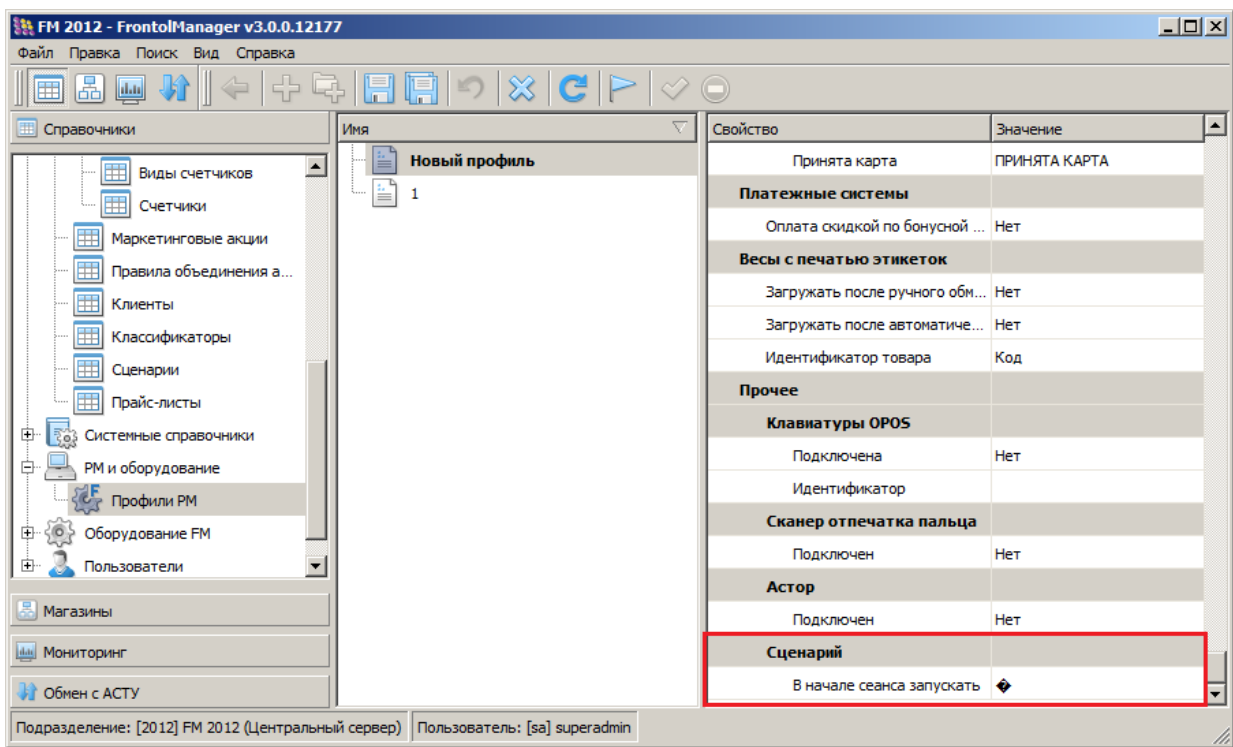 FM 2012 - FrontolManager v3.0.0.12177
Файл Правка Поиск Вид Справка
Справочники
Виды счетчиков
Счетчики
Маркетинговые акции
Правила объединения а...
Клиенты
Классификаторы
Сценарии
Прайс-листы
Системные справочники
РМ и оборудование
Профили РМ
Оборудование FM
Пользователи
Магазины
Мониторинг
Обмен с АСТУ
Имя
Новый профиль
1
Свойство Значение
Принята карта ПРИНЯТА КАРТА
Платежные системы
Оплата скидкой по бонусной ... Нет
Весы с печатью этикеток
Загружать после ручного обм... Нет
Загружать после автоматиче... Нет
Идентификатор товара Код
Прочее
Клавиатуры OPOS
Подключена Нет
Идентификатор
Сканер отпечатка пальца
Подключен Нет
Астор
Подключен Нет
Сценарий
В начале сеанса запускать �
Подразделение: [2012] FM 2012 (Центральный сервер) Пользователь: [sa] superadmin